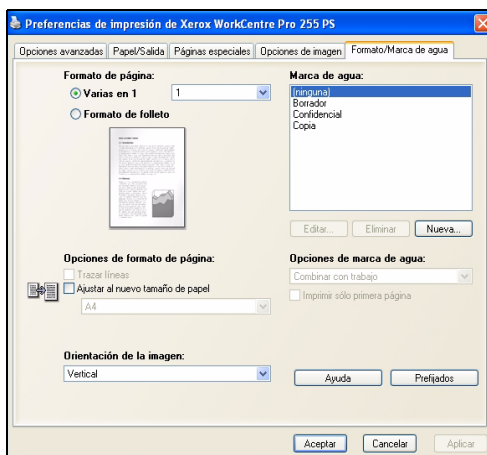 Preferencias de impresión de Xerox WorkCentre Pro 255 PS
Opciones avanzadas Papel/Salida Páginas especiales Opciones de imagen Formato/Marca de agua
Formato de página:
Varias en 1 1
Formato de folleto
Marca de agua:
(ninguna)
Borrador
Confidencial
Copia
Editar... Eliminar Nueva...
Opciones de formato de página:
Trazar líneas
Ajustar al nuevo tamaño de papel
A4
Opciones de marca de agua:
Combinar con trabajo
Imprimir sólo primera página
Orientación de la imagen:
Vertical
Ayuda Prefijados
Aceptar Cancelar Aplicar